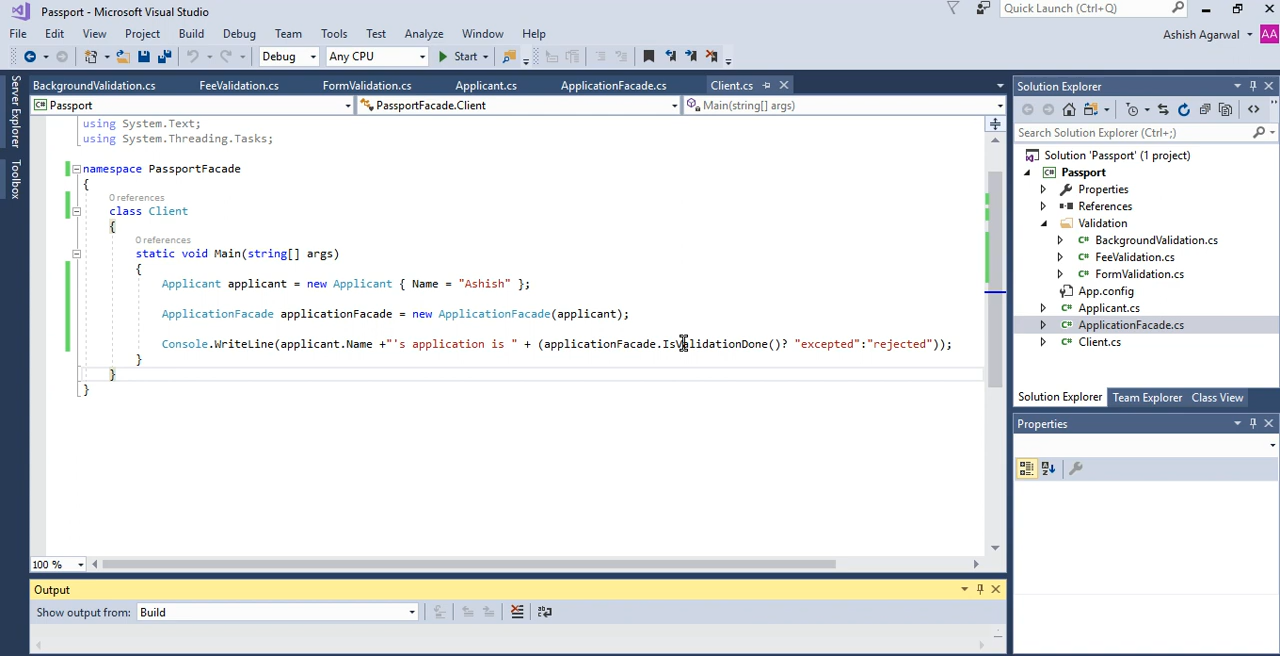 Passport - Microsoft Visual Studio
Quick Launch (Ctrl+Q)
File Edit View Project Build Debug Team Tools Test Analyze Window Help
Ashish Agarwal AA
Debug Any CPU Start
Server Explorer
Toolbox
BackgroundValidation.cs FeeValidation.cs FormValidation.cs Applicant.cs ApplicationFacade.cs Client.cs
C# Passport PassportFacade.Client Main(string[] args)
using System.Text;
using System.Threading.Tasks;
namespace PassportFacade
{
0 references
class Client
{
0 references
static void Main(string[] args)
{
Applicant applicant = new Applicant { Name = "Ashish" };
ApplicationFacade applicationFacade = new ApplicationFacade(applicant);
Console.WriteLine(applicant.Name +"'s application is " + (applicationFacade.IsValidationDone()? "excepted":"rejected"));
}
}
}
100 %
Output
Show output from: Build
Solution Explorer
Search Solution Explorer (Ctrl+;)
Solution 'Passport' (1 project)
C# Passport
Properties
References
Validation
C# BackgroundValidation.cs
C# FeeValidation.cs
C# FormValidation.cs
App.config
C# Applicant.cs
C# ApplicationFacade.cs
C# Client.cs
Solution Explorer Team Explorer Class View
Properties